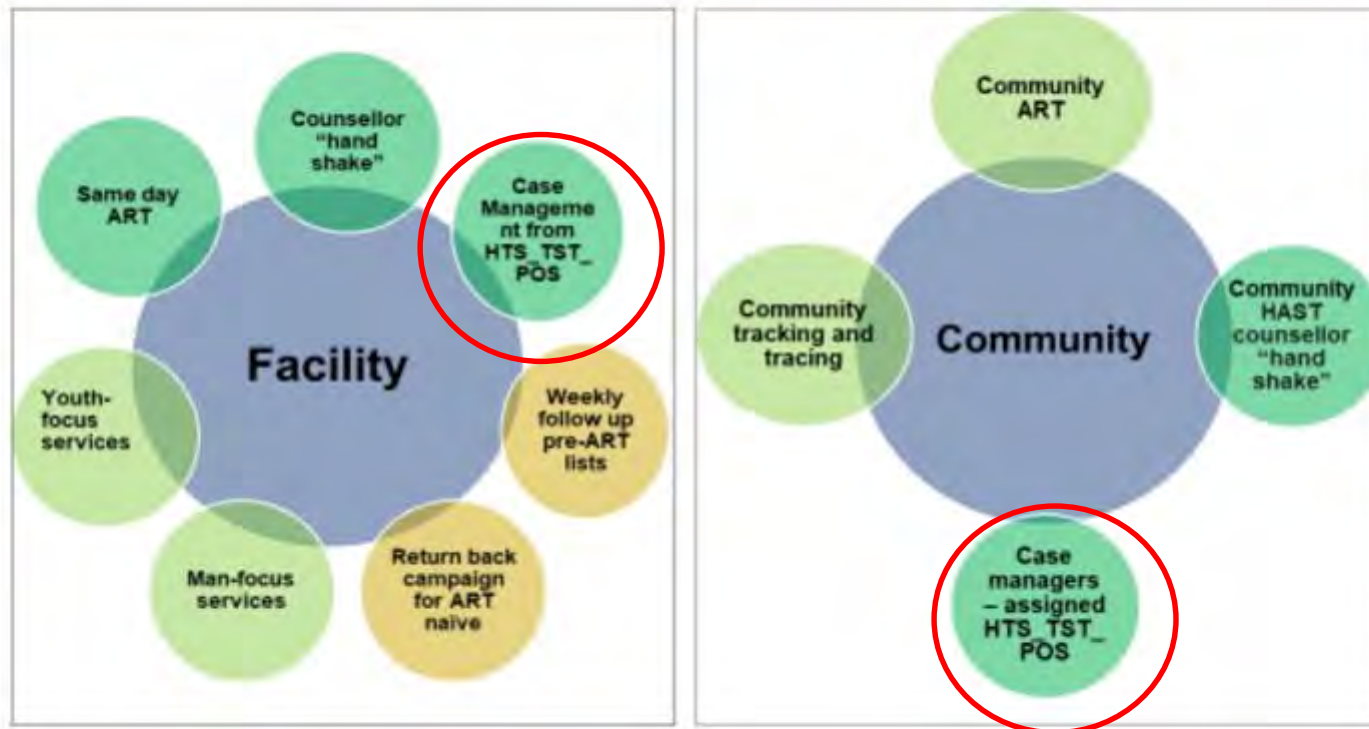 Counsellor
“hand
shake”
Same day
ART
Case
Manageme
nt from
HTS_TST_
POS
Facility
Youth-
focus
services
Weekly
follow up
pre-ART
lists
Man-focus
services
Return back
campaign
for ART
naïve
Community
ART
Community
tracking and
tracing
Community
Community
HAST
counsellor
“hand
shake”
Case
managers
– assigned
HTS_TST_
POS